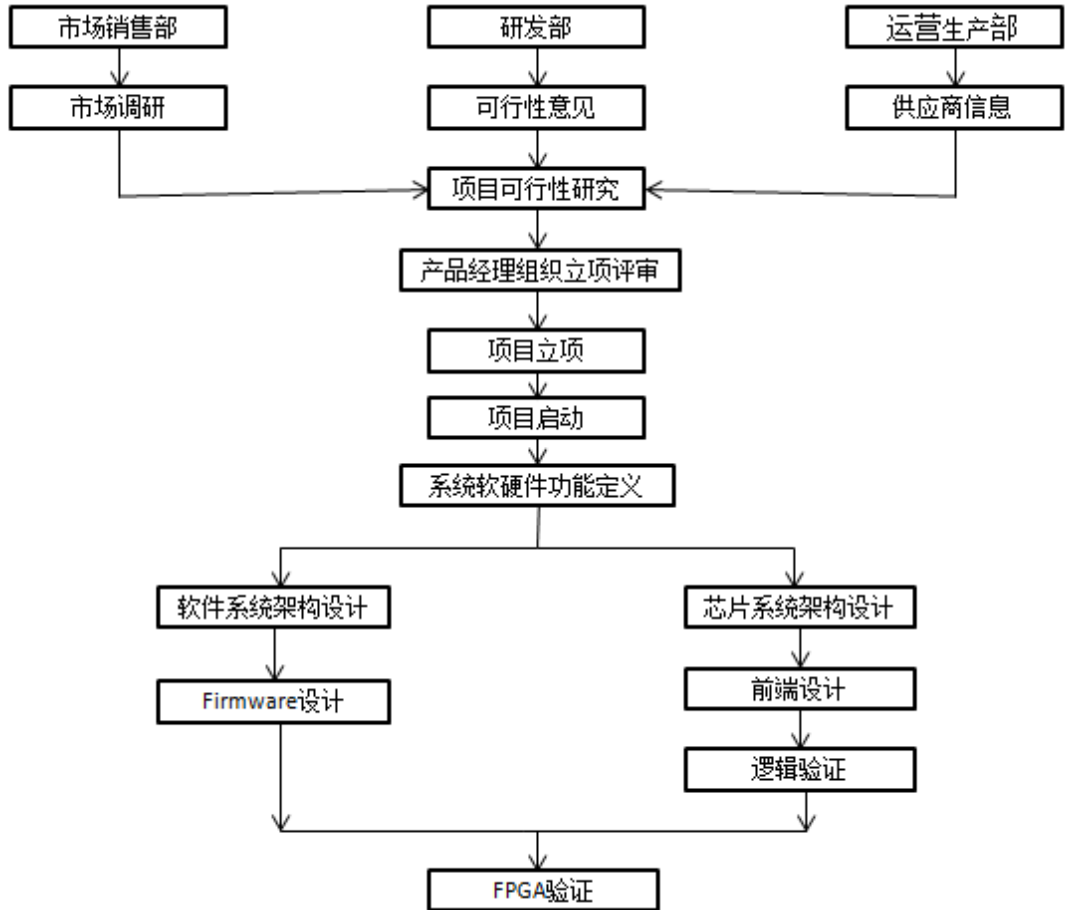 市场销售部
研发部
运营生产部
市场调研
可行性意见
供应商信息
项目可行性研究
产品经理组织立项评审
项目立项
项目启动
系统软硬件功能定义
软件系统架构设计
芯片系统架构设计
Firmware设计
前端设计
逻辑验证
FPGA验证